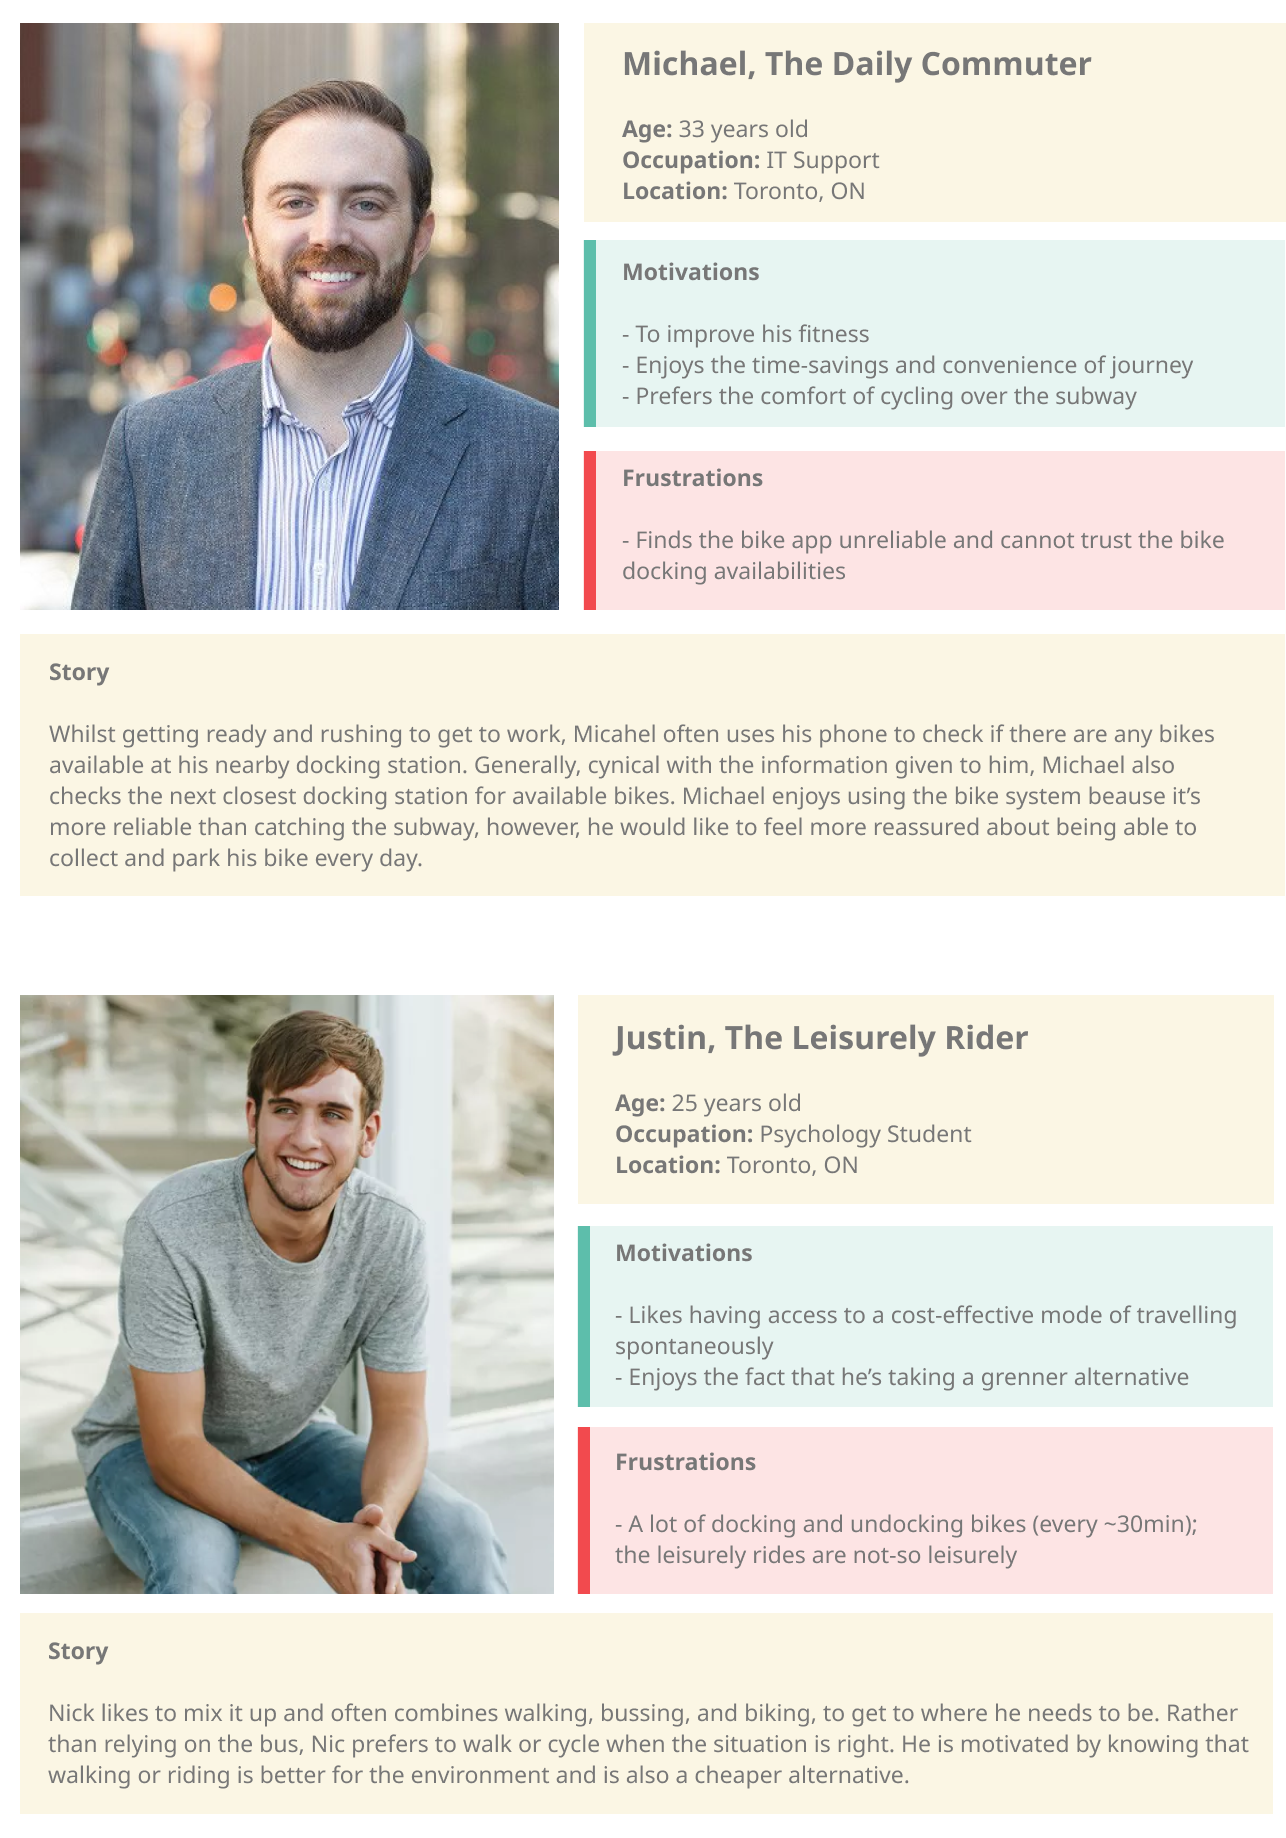 Michael, The Daily Commuter
Age: 33 years old
Occupation: IT Support
Location: Toronto, ON
Motivations
- To improve his fitness
- Enjoys the time-savings and convenience of journey
- Prefers the comfort of cycling over the subway
Frustrations
- Finds the bike app unreliable and cannot trust the bike
docking availabilities
Story
Whilst getting ready and rushing to get to work, Micahel often uses his phone to check if there are any bikes
available at his nearby docking station. Generally, cynical with the information given to him, Michael also
checks the next closest docking station for available bikes. Michael enjoys using the bike system beause it’s
more reliable than catching the subway, however, he would like to feel more reassured about being able to
collect and park his bike every day.
Justin, The Leisurely Rider
Age: 25 years old
Occupation: Psychology Student
Location: Toronto, ON
Motivations
- Likes having access to a cost-effective mode of travelling
spontaneously
- Enjoys the fact that he’s taking a grenner alternative
Frustrations
- A lot of docking and undocking bikes (every ~30min);
the leisurely rides are not-so leisurely
Story
Nick likes to mix it up and often combines walking, bussing, and biking, to get to where he needs to be. Rather
than relying on the bus, Nic prefers to walk or cycle when the situation is right. He is motivated by knowing that
walking or riding is better for the environment and is also a cheaper alternative.